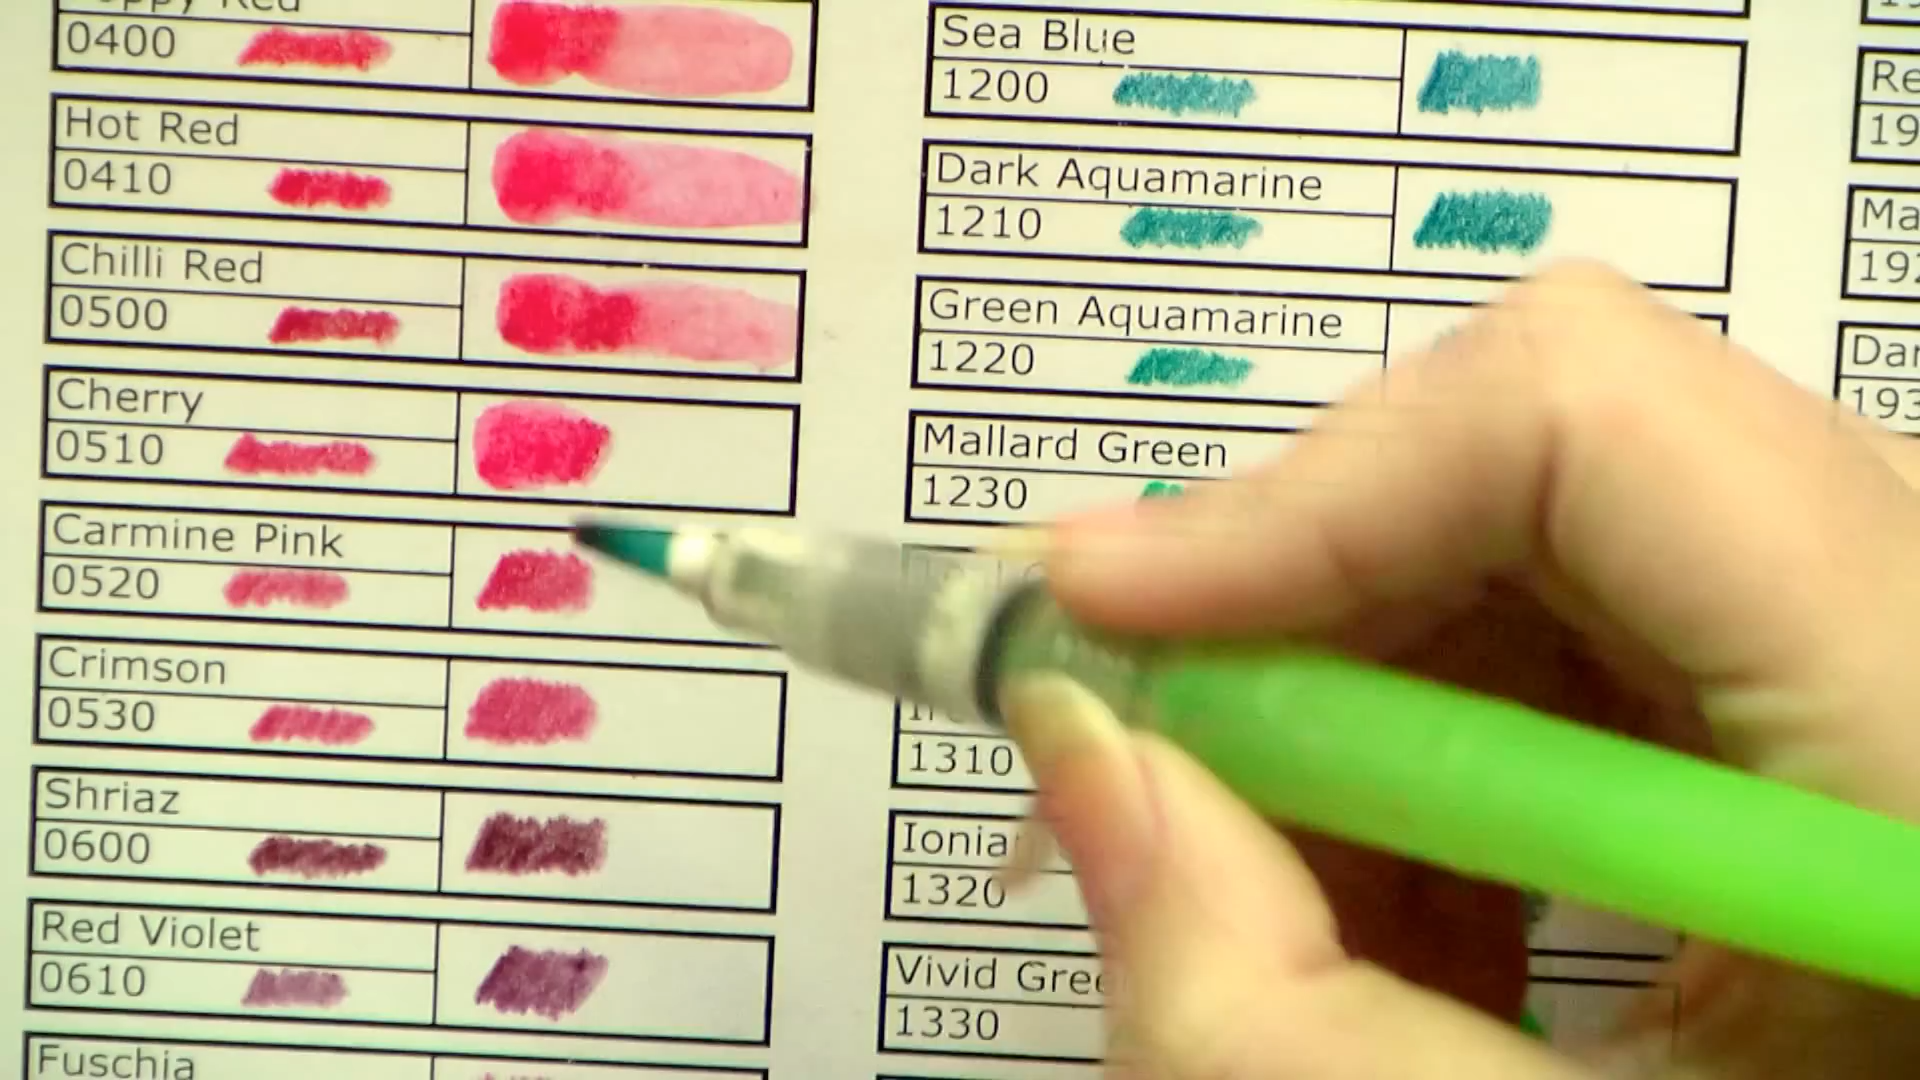 0400
Hot Red
0410
Chilli Red
0500
Cherry
0510
Carmine Pink
0520
Crimson
0530
Shriaz
0600
Red Violet
0610
Fuschia
Sea Blue
1200
Dark Aquamarine
1210
Green Aquamarine
1220
Mallard Green
1230
1310
1320
Vivid
1330